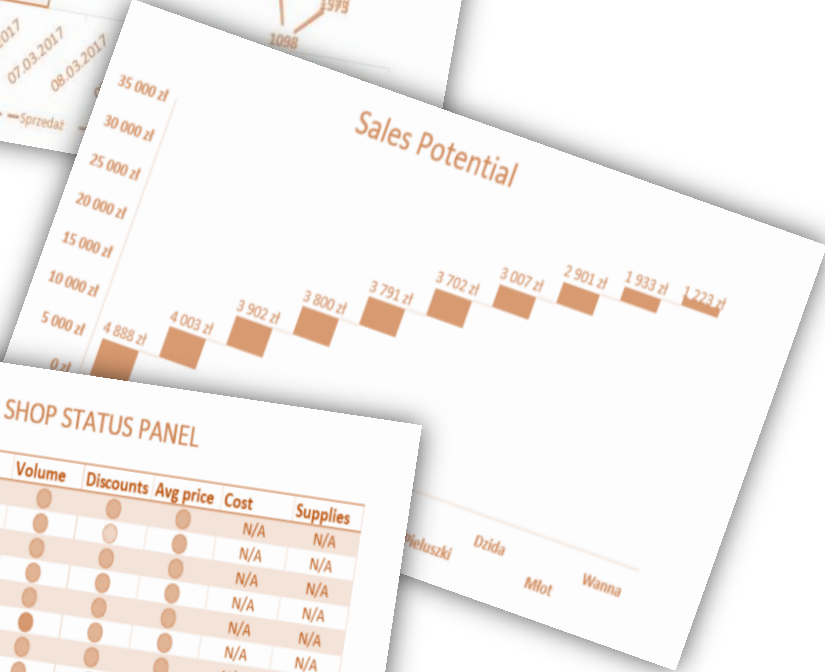 1098
1975
07.03.2017
08.03.2017
Sprzedaż
Sales Potential
35 000 zł
30 000 zł
25 000 zł
20 000 zł
15 000 zł
10 000 zł
5 000 zł
0 zł
4 888 zł
4 003 zł
3 902 zł
3 800 zł
3 791 zł
3 702 zł
3 007 zł
2 901 zł
1 933 zł
1 223 zł
Pieluszki
Dzida
Młot
Wanna
SHOP STATUS PANEL
Volume Discounts Avg price Cost Supplies
N/A N/A
N/A N/A
N/A N/A
N/A N/A
N/A N/A
N/A N/A